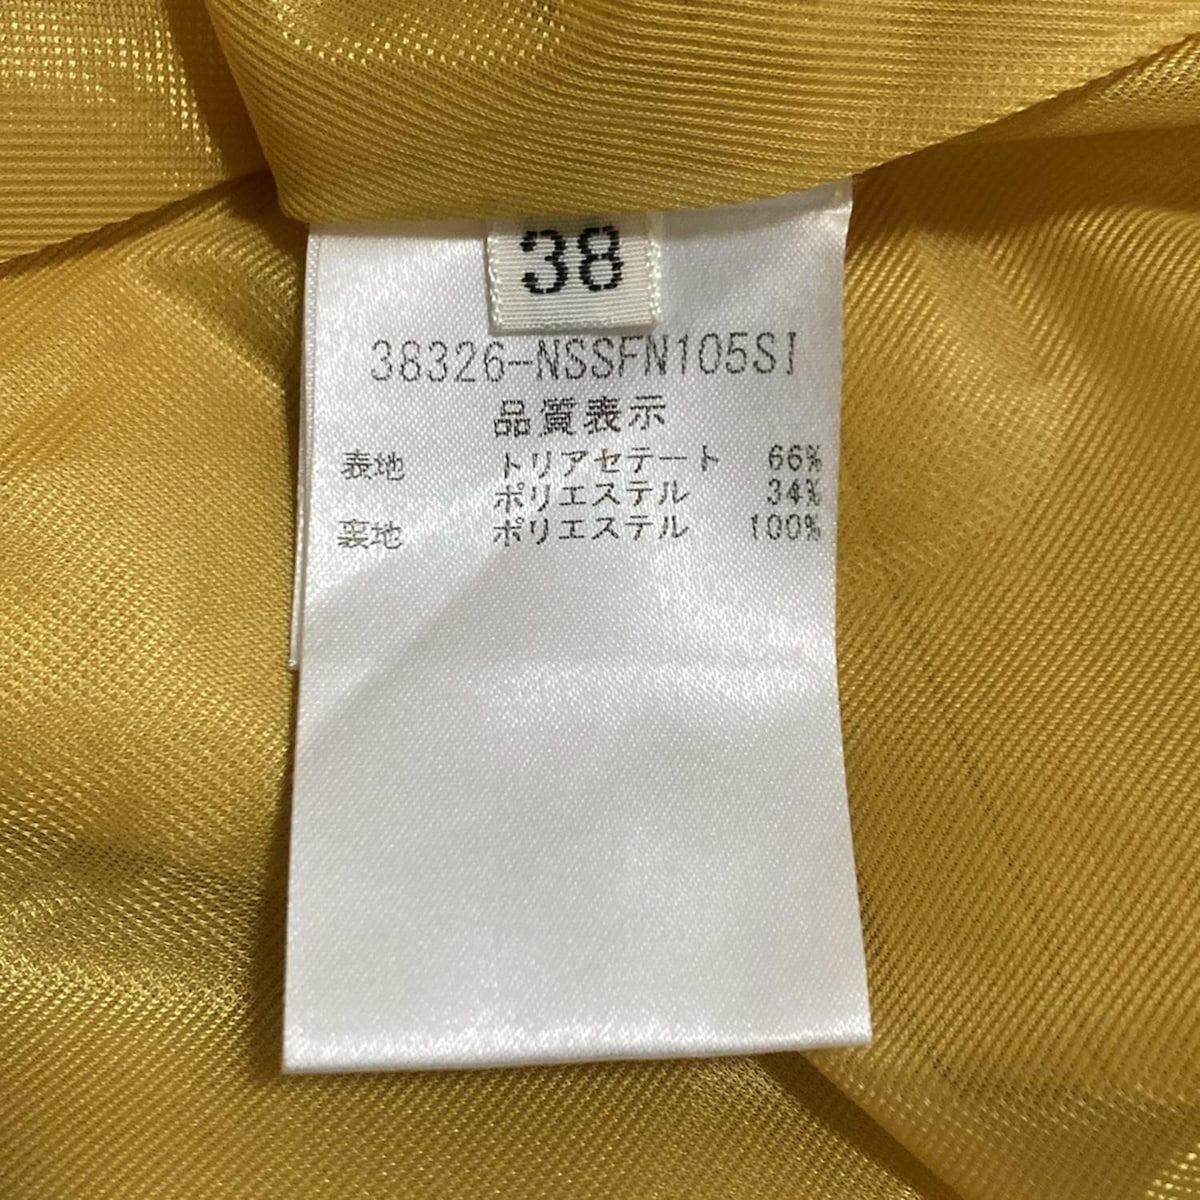 38
38326-NSSFN105SI
品質表示
表地 トリアセテート 66%
ポリエステル 34%
裏地 ポリエステル 100%